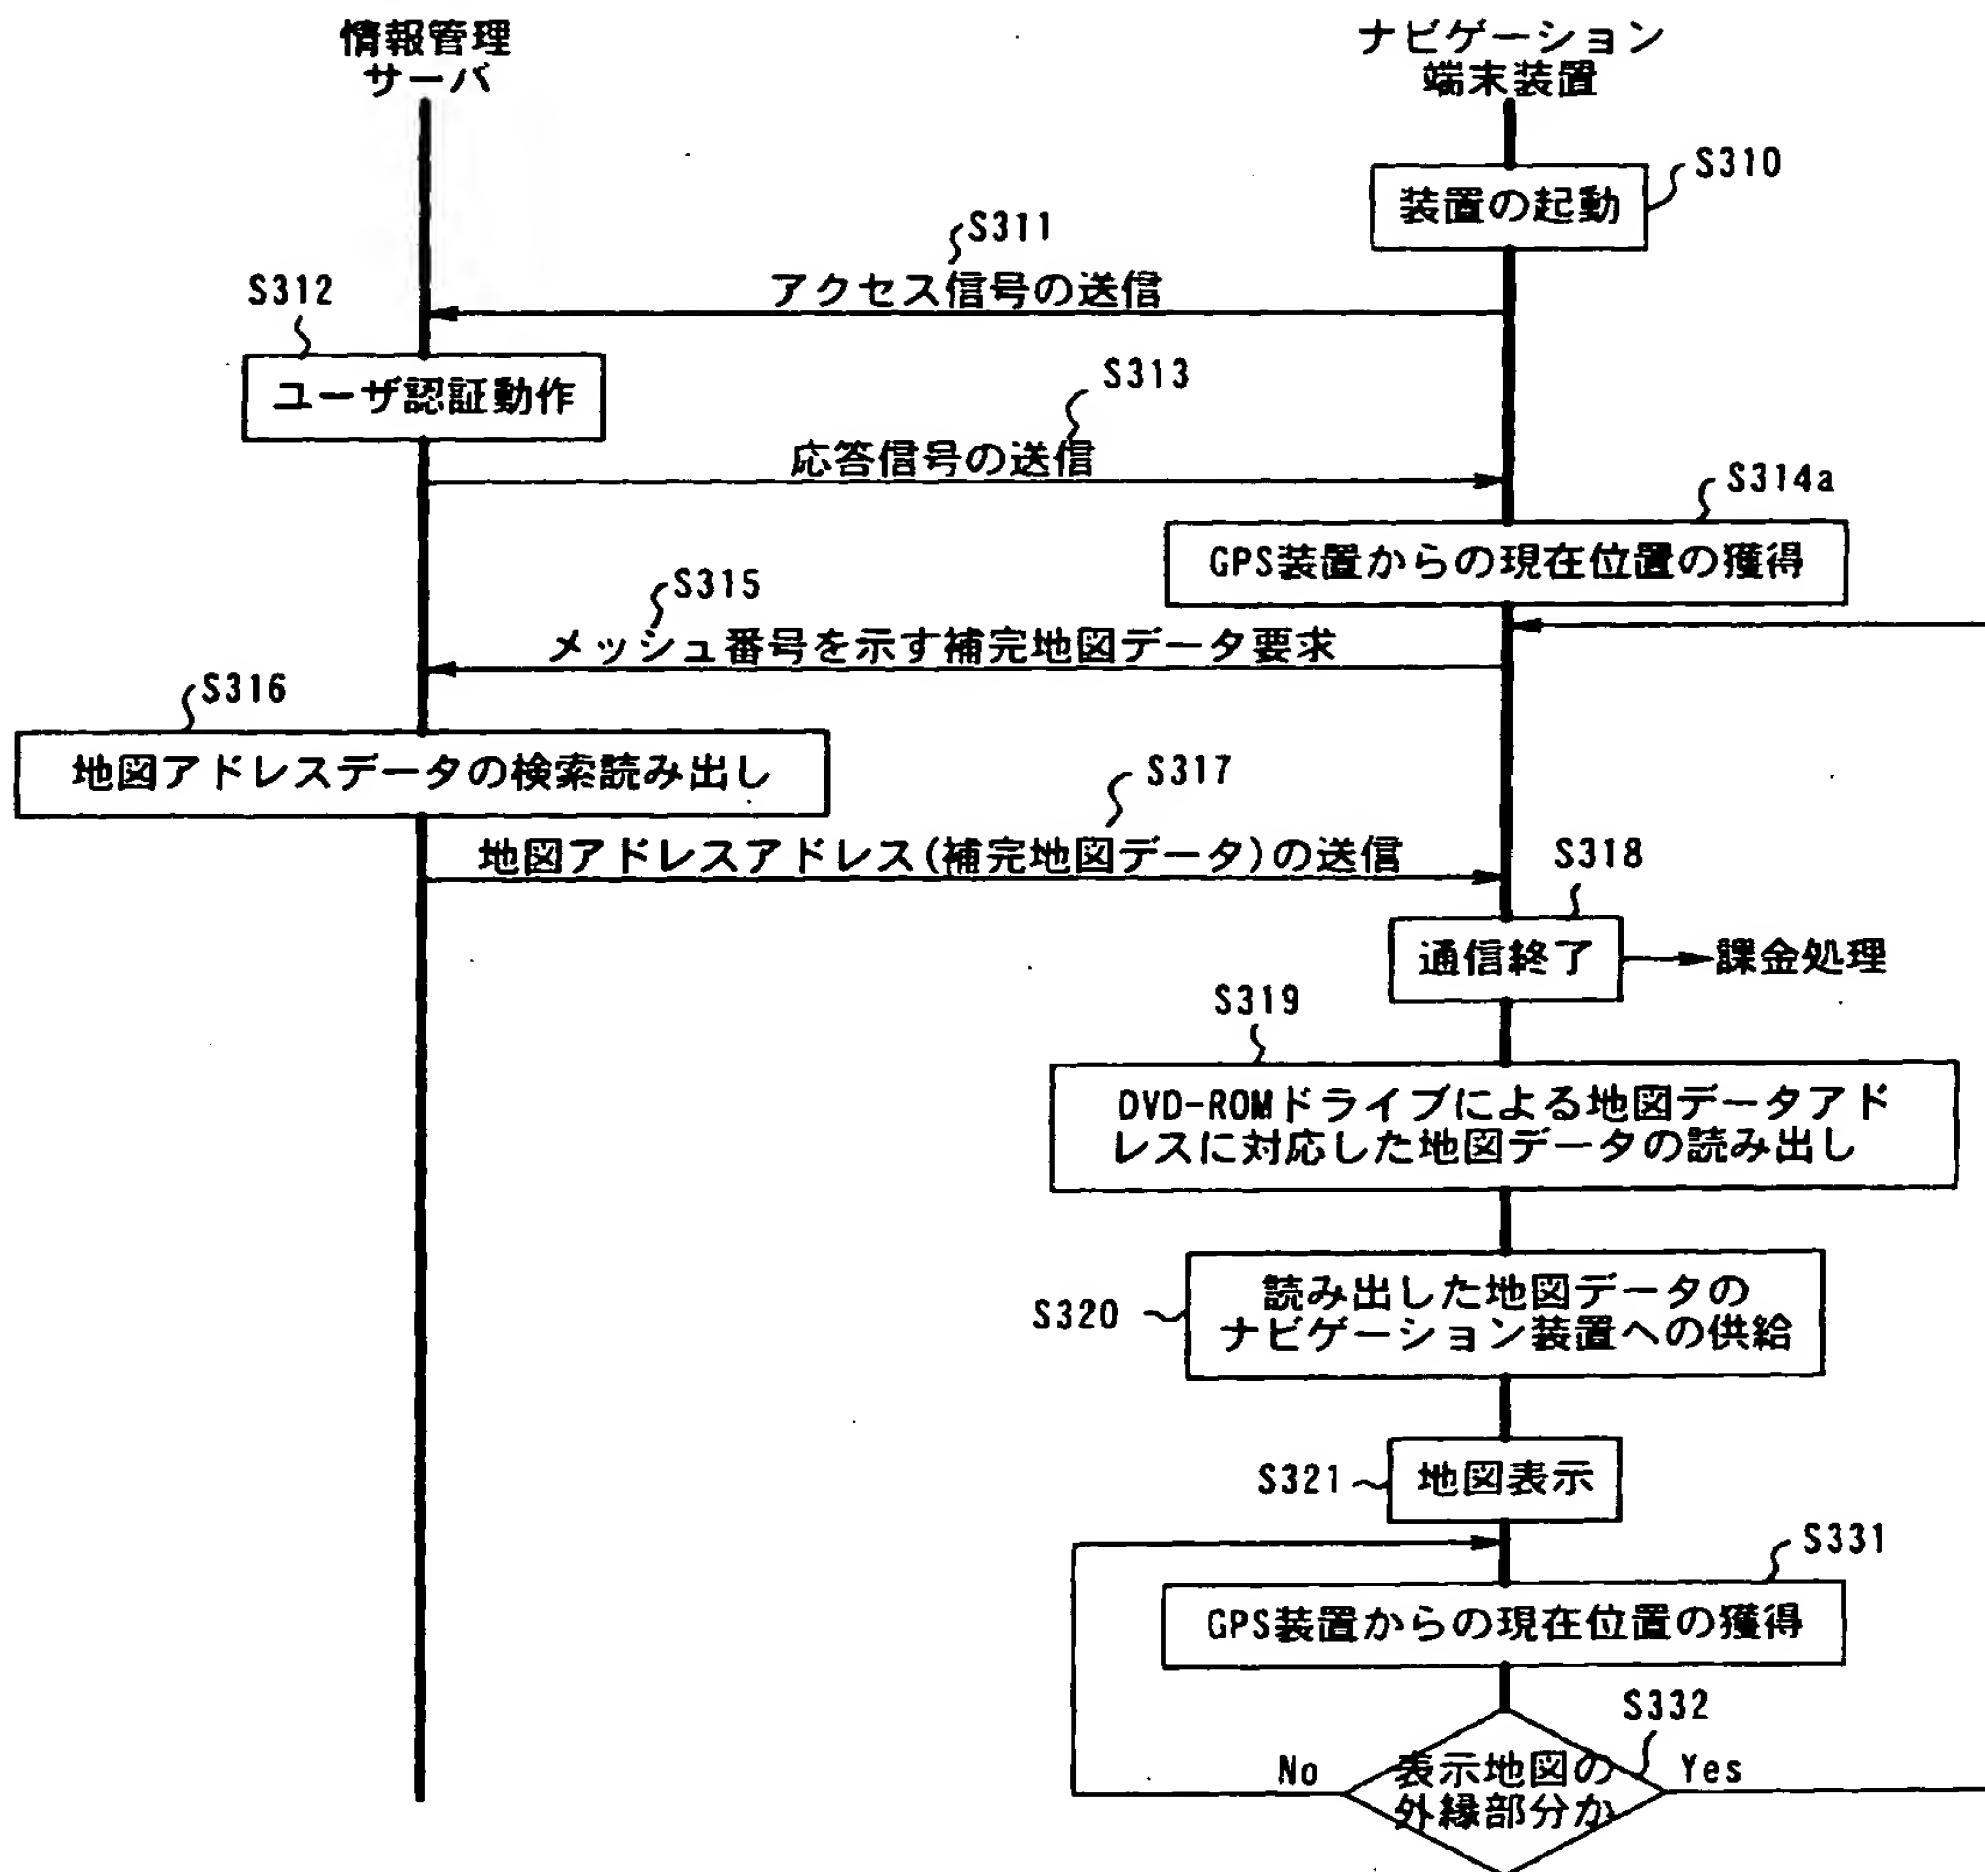 情報管理
サーバ
ナビゲーション
端末装置
S310
装置の起動
S311
アクセス信号の送信
S312
ユーザ認証動作
S313
応答信号の送信
S314a
GPS装置からの現在位置の獲得
S315
メッシュ番号を示す補完地図データ要求
S316
地図アドレスデータの検索読み出し
S317
地図アドレスアドレス(補完地図データ)の送信
S318
通信終了
課金処理
S319
DVD-ROMドライブによる地図データアド
レスに対応した地図データの読み出し
S320
読み出した地図データの
ナビゲーション装置への供給
S321
地図表示
S331
GPS装置からの現在位置の獲得
S332
No
表示地図の
外縁部分か
Yes